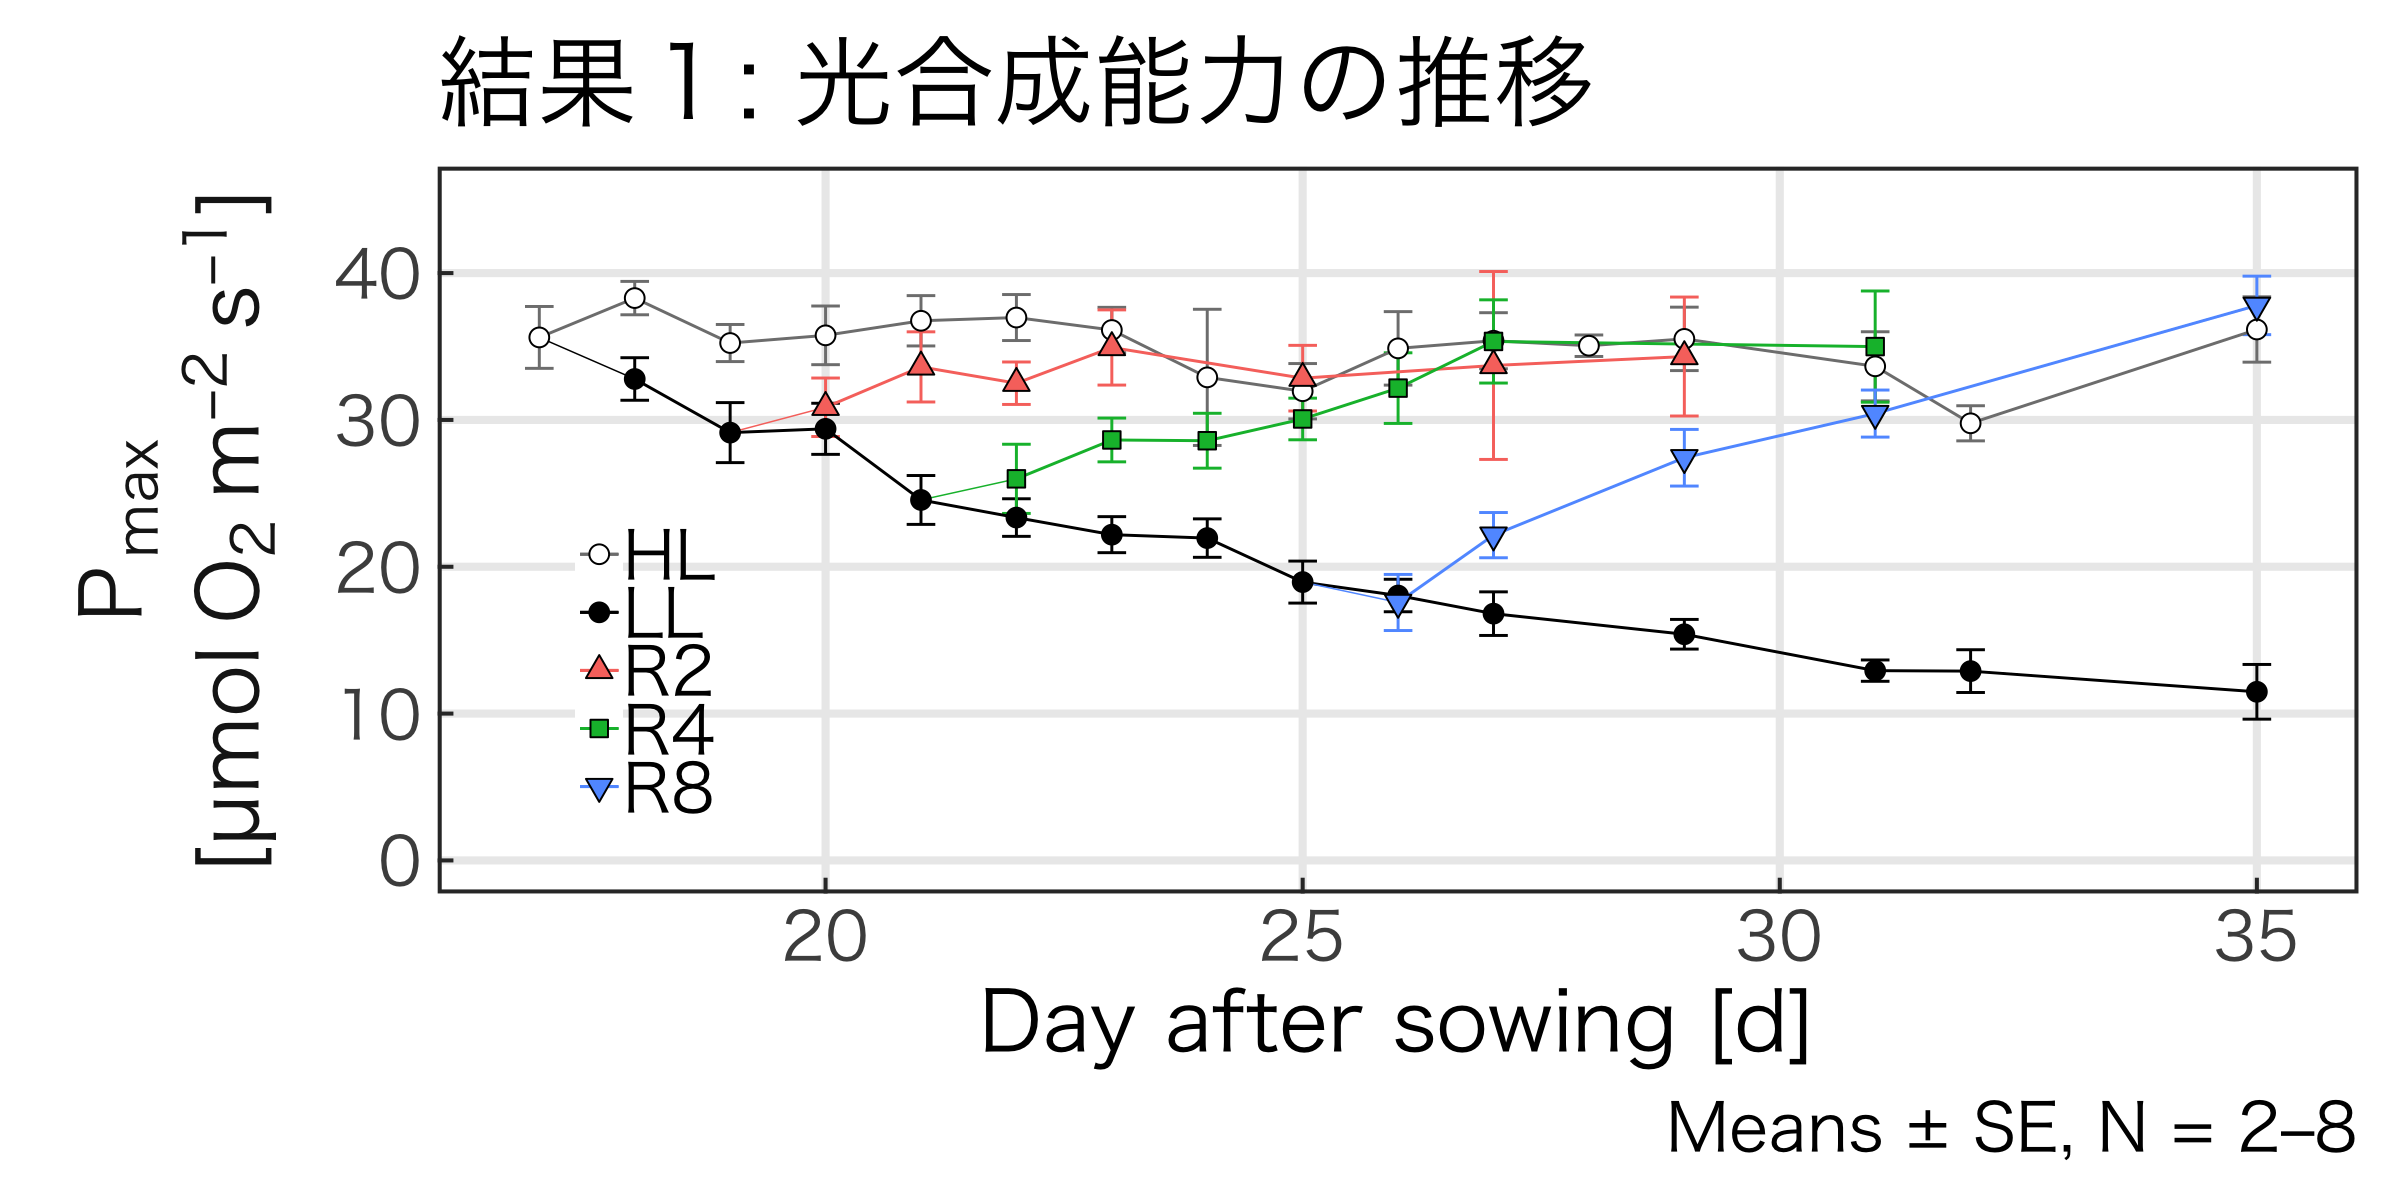 結果1: 光合成能力の推移
Pmax
[µmol O2 m−2 s−1]
40
30
20
10
0
HL
LL
R2
R4
R8
20 25 30 35
Day after sowing [d]
Means ± SE, N = 2–8